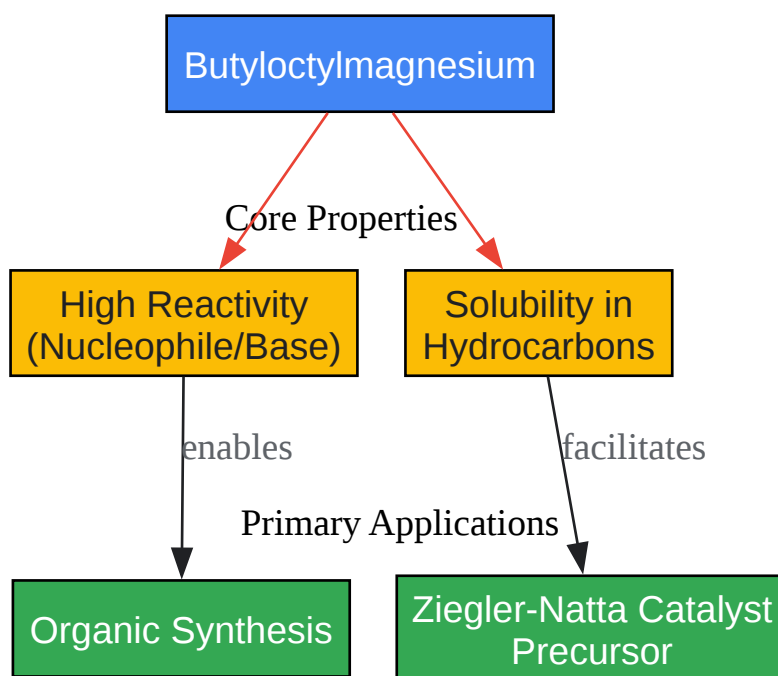 Butyloctylmagnesium
Core Properties
High Reactivity
(Nucleophile/Base)
Solubility in
Hydrocarbons
enables
facilitates
Primary Applications
Organic Synthesis
Ziegler-Natta Catalyst
Precursor